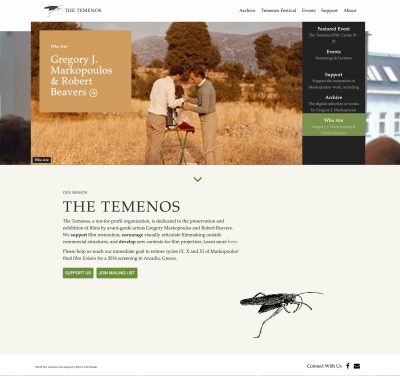 THE TEMENOS
Archive Temenos Festival Events Support About
Who Are
Gregory J.
Markopoulos
& Robert
Beavers
Featured Event
The Temenos 2016: Cycles IX -
XI
Events
Screenings & Lectures
Support
Support the restoration of
Markopoulos' work, including
Archive
The digital collection of works
by Gregory J. Markopoulos
Who Are
Gregory J. Markopoulos &
Robert Beavers
Who Are
OUR MISSION
THE TEMENOS
The Temenos, a not-for-profit organization, is dedicated to the preservation and
exhibition of films by avant-garde artists Gregory Markopoulos and Robert Beavers.
We support film restoration, encourage visually articulate filmmaking outside
commercial structures, and develop new contexts for film projection. Learn more here.
Please help us reach our immediate goal to restore cycles IX, X and XI of Markopoulos'
final film Eniaios for a 2016 screening in Arcadia, Greece.
SUPPORT US JOIN MAILING LIST
Connect With Us